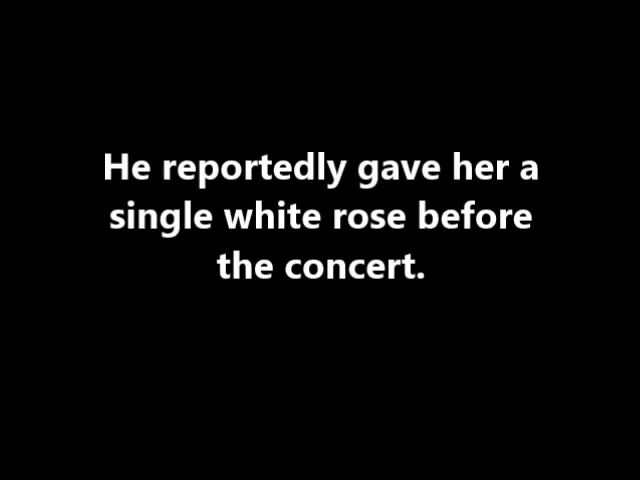 He reportedly gave her a
single white rose before
the concert.